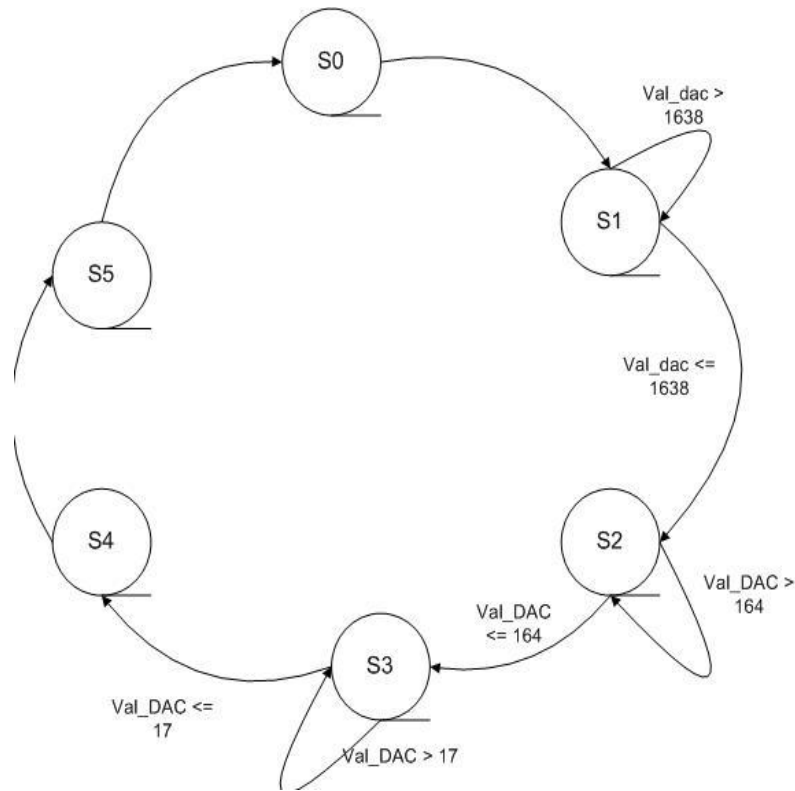 S0
Val_dac >
1638
S1
S5
Val_dac <=
1638
S4
S2
Val_DAC >
164
Val_DAC
<= 164
S3
Val_DAC <=
17
Val_DAC > 17